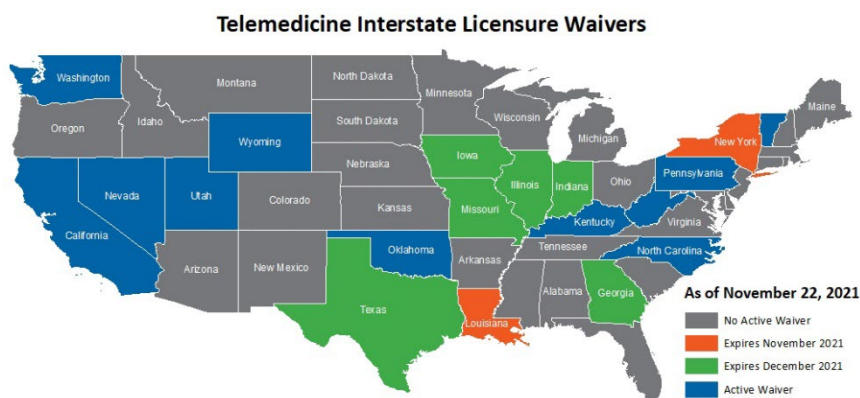 Telemedicine Interstate Licensure Waivers
Washington
Montana
North Dakota
Minnesota
Maine
Oregon
Idaho
South Dakota
Wisconsin
Michigan
New York
Wyoming
Nebraska
Iowa
Pennsylvania
Nevada
Utah
Colorado
Kansas
Missouri
Illinois
Indiana
Ohio
Kentucky
Virginia
California
Arizona
New Mexico
Oklahoma
Arkansas
Tennessee
North Carolina
Texas
Louisiana
Alabama
Georgia
As of November 22, 2021
No Active Waiver
Expires November 2021
Expires December 2021
Active Waiver